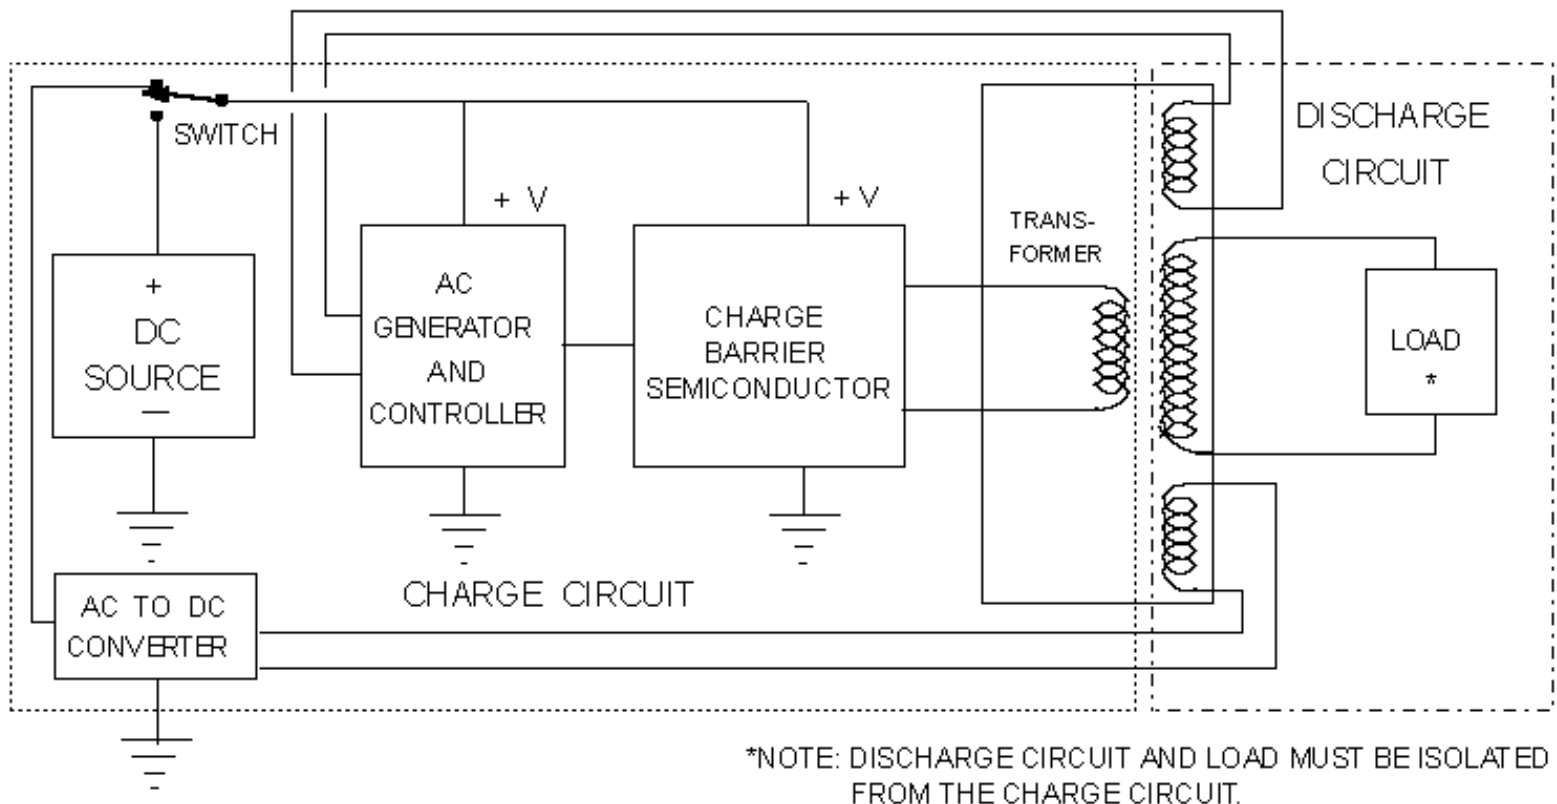 SWITCH
DISCHARGE
CIRCUIT
+ V
+ V
TRANS-
FORMER
+
DC
SOURCE
—
AC
GENERATOR
AND
CONTROLLER
CHARGE
BARRIER
SEMICONDUCTOR
LOAD
*
CHARGE CIRCUIT
AC TO DC
CONVERTER
*NOTE: DISCHARGE CIRCUIT AND LOAD MUST BE ISOLATED
FROM THE CHARGE CIRCUIT.